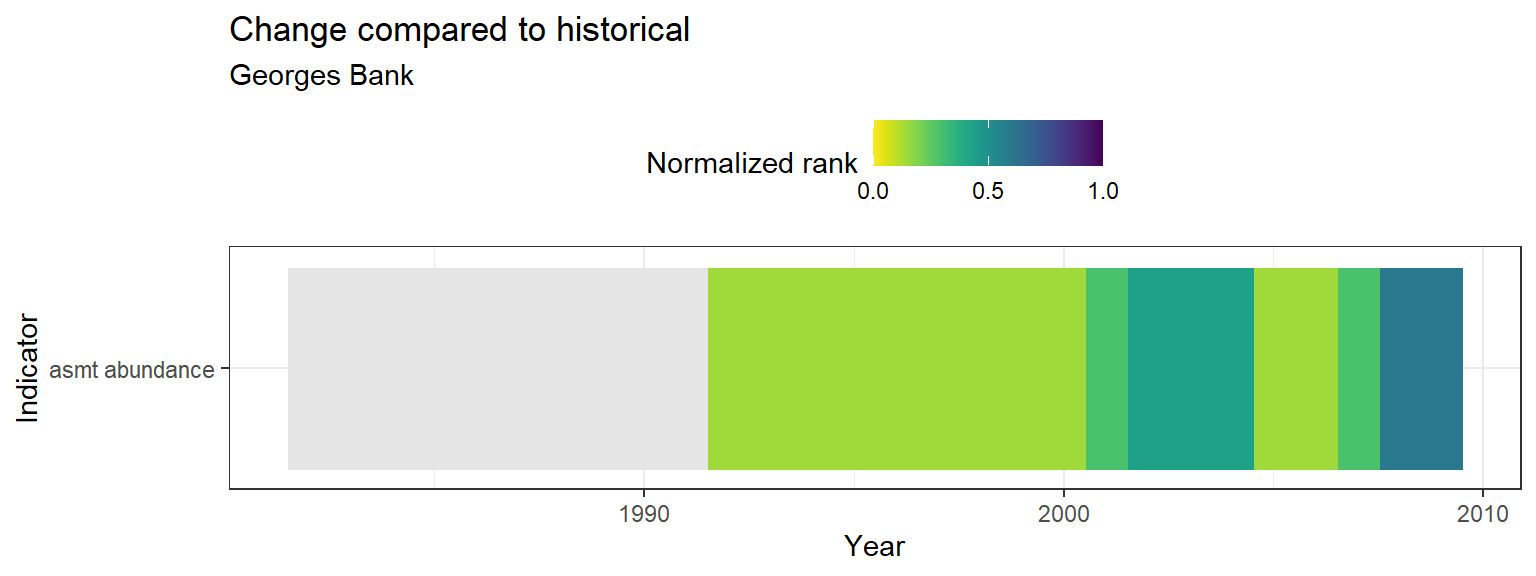 Change compared to historical
Georges Bank
Normalized rank
0.0 0.5 1.0
Indicator
asmt abundance
1990 2000 2010
Year